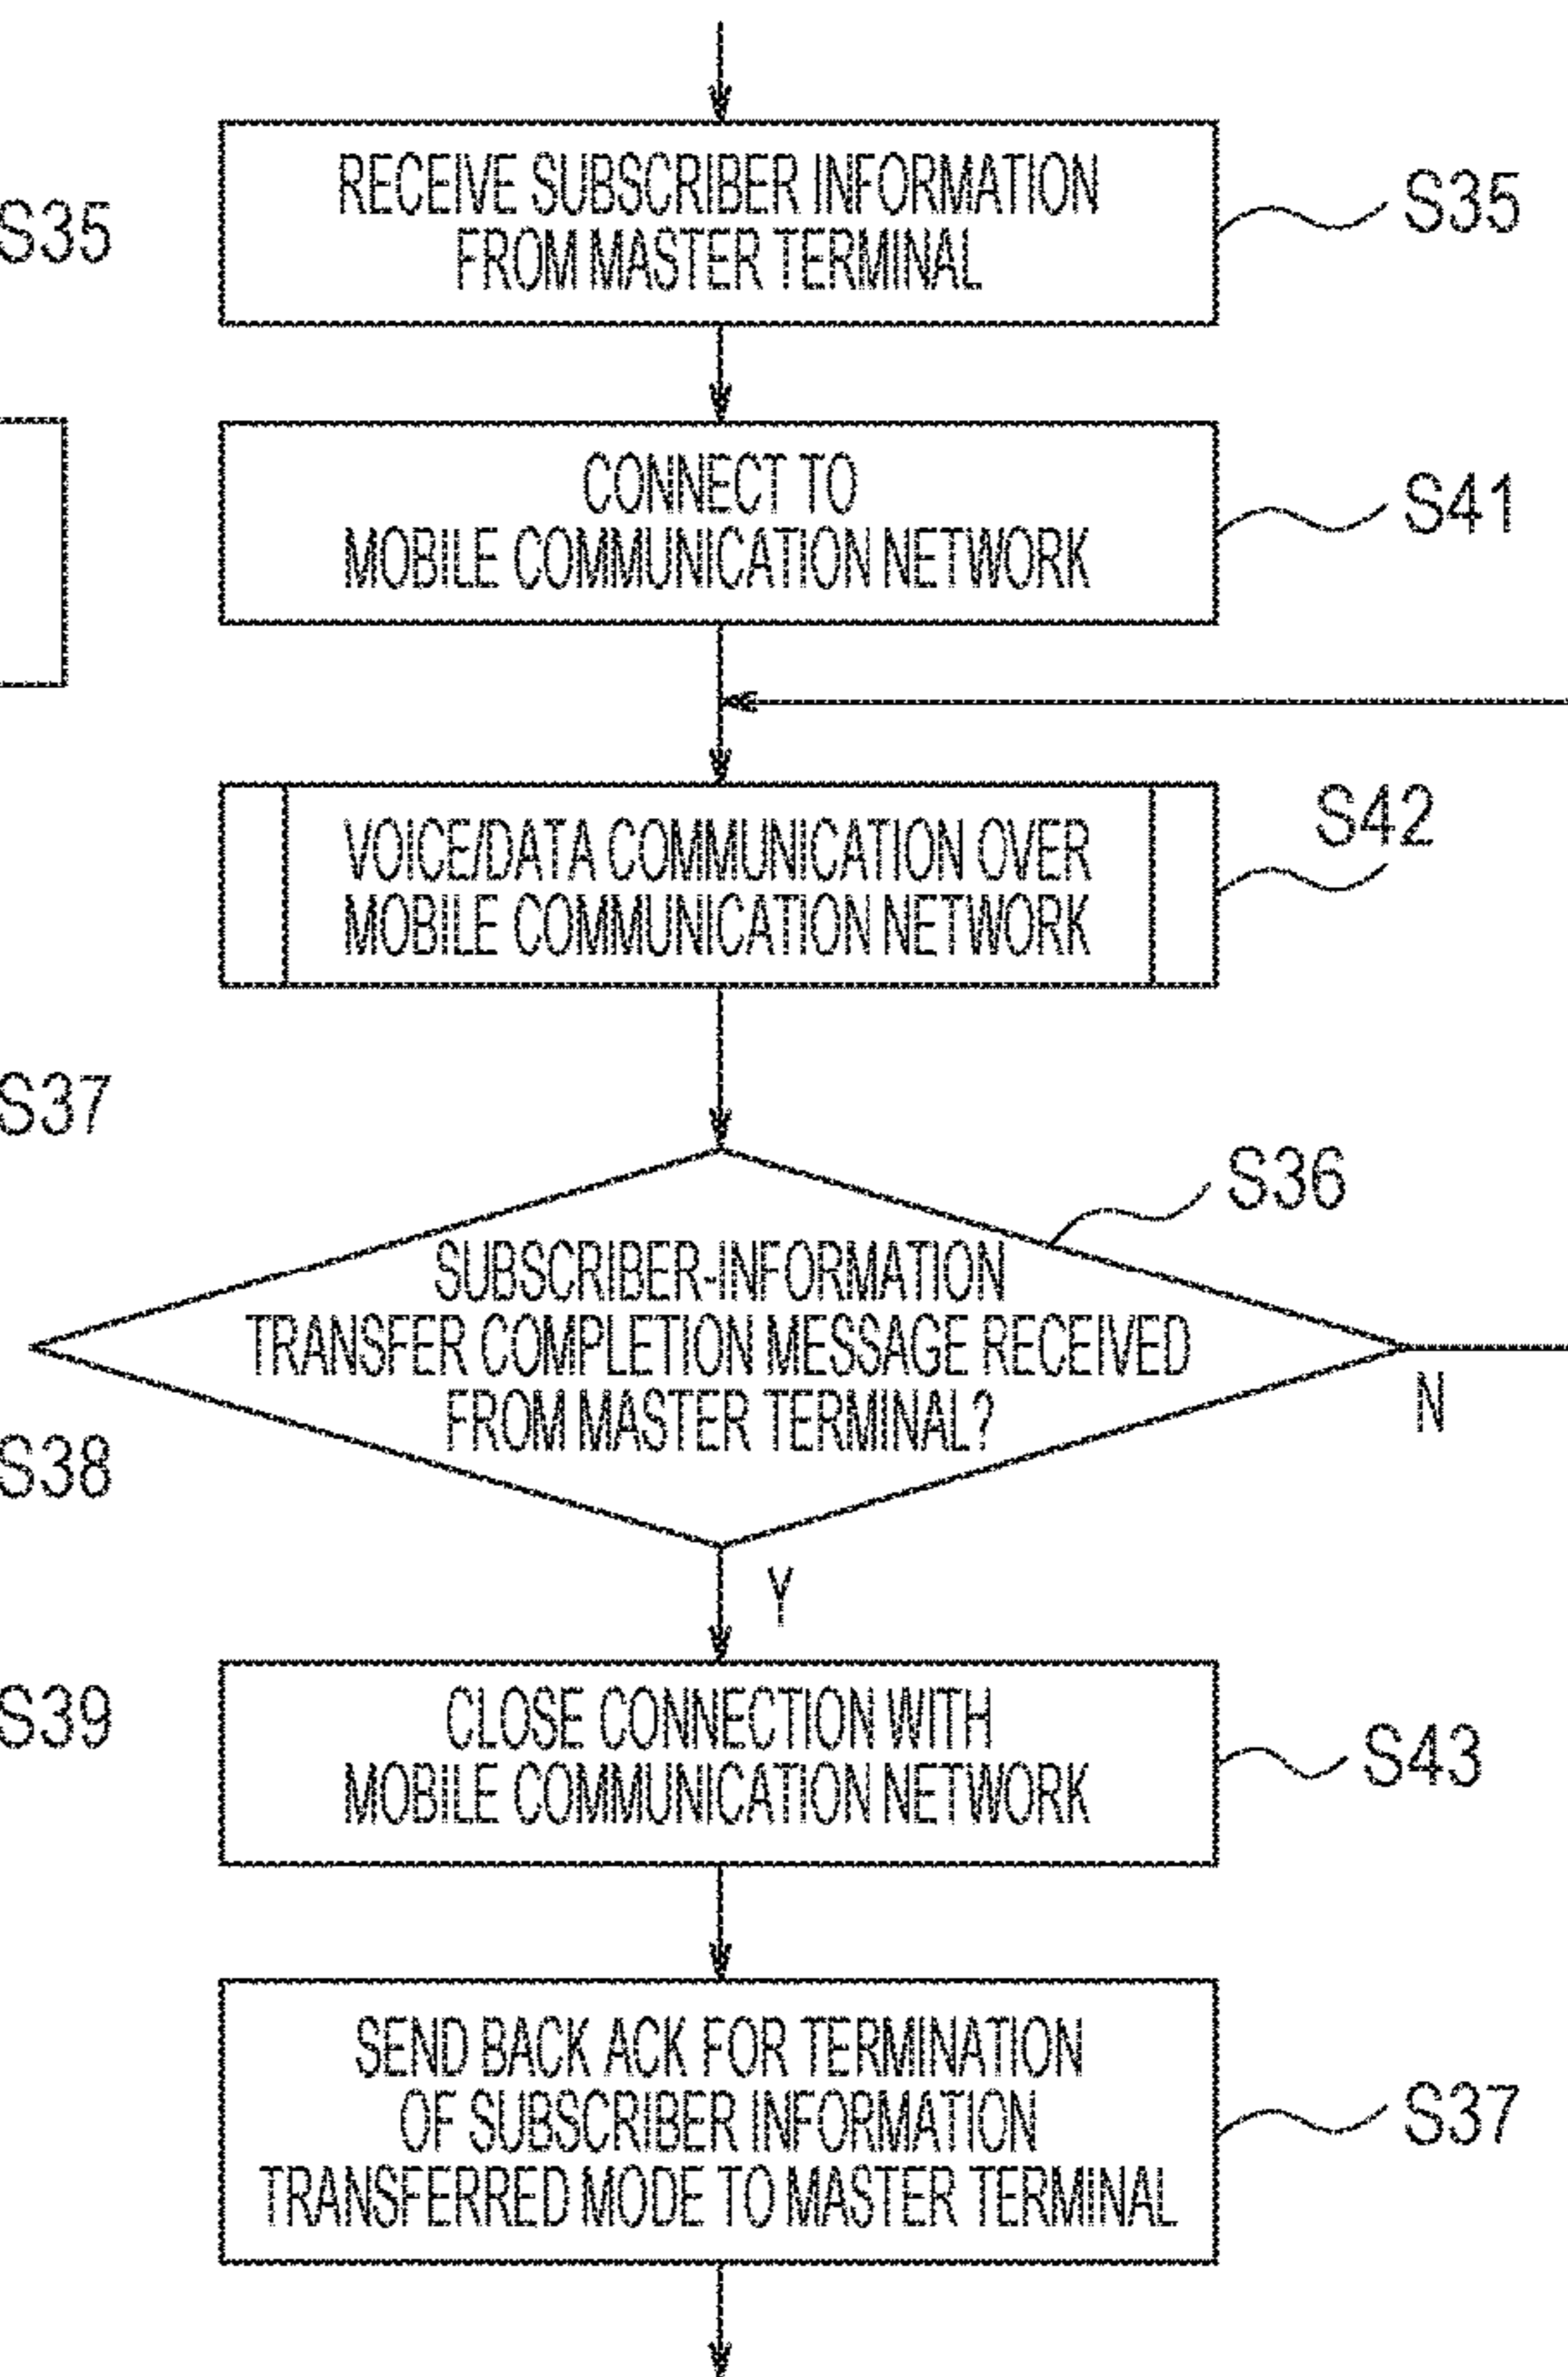 RECEIVE SUBSCRIBER INFORMATION
FROM MASTER TERMINAL
S35
S35
CONNECT TO
MOBILE COMMUNICATION NETWORK
S41
VOICE/DATA COMMUNICATION OVER
MOBILE COMMUNICATION NETWORK
S42
S37
SUBSCRIBER-INFORMATION
TRANSFER COMPLETION MESSAGE RECEIVED
FROM MASTER TERMINAL?
S36
N
S38
Y
CLOSE CONNECTION WITH
MOBILE COMMUNICATION NETWORK
S43
S39
SEND BACK ACK FOR TERMINATION
OF SUBSCRIBER INFORMATION
TRANSFERRED MODE TO MASTER TERMINAL
S37